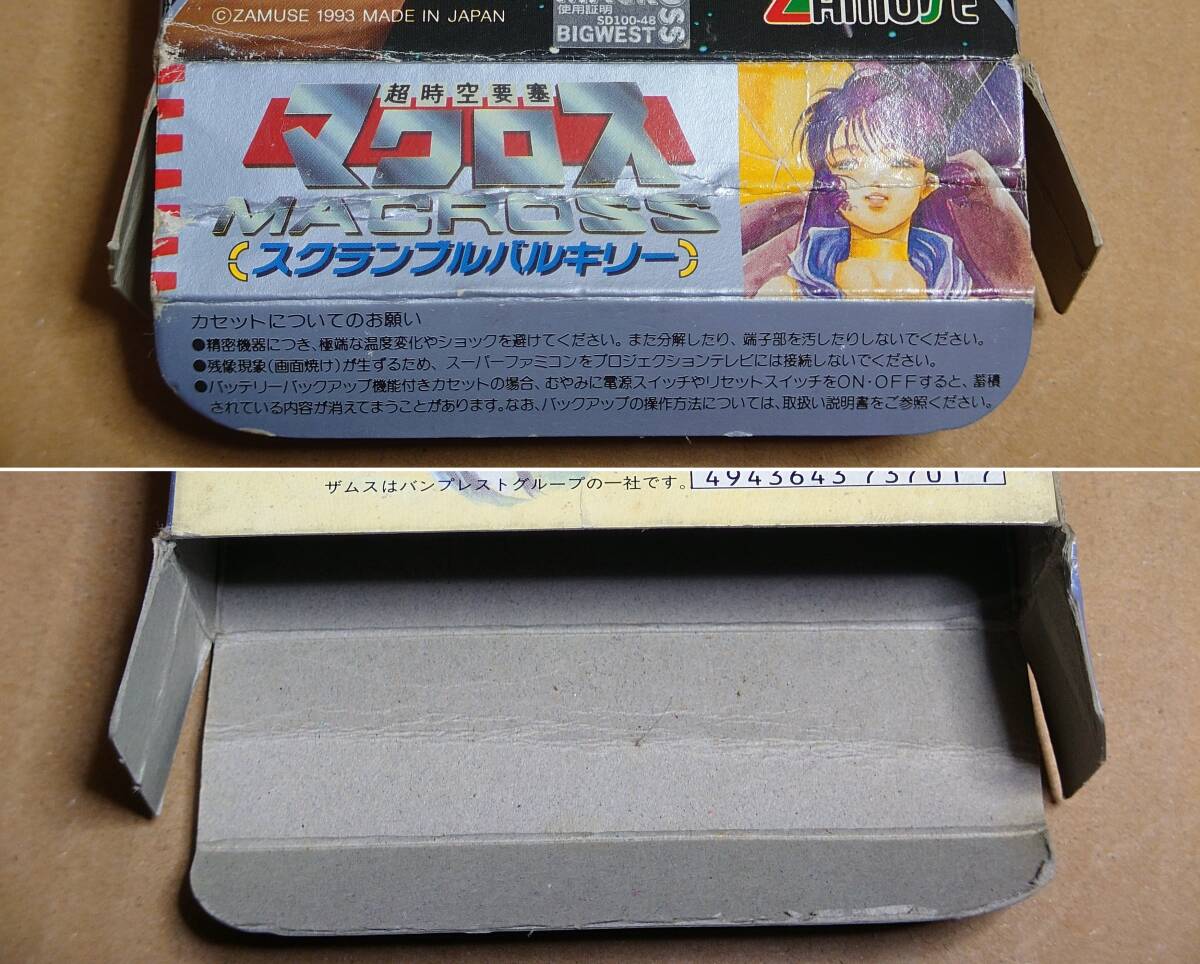 ©ZAMUSE 1993 MADE IN JAPAN
使用証明
SD100-48
BIGWEST
ZAMUSE
超時空要塞
マクロス
MACROSS
スクランブルバルキリー
カセットについてのお願い
●精密機器につき、極端な温度変化やショックを避けてください。また分解したり、端子部を汚したりしないでください。
●残像現象(画面焼け)が生ずるため、スーパーファミコンをプロジェクションテレビには接続しないでください。
●バッテリーバックアップ機能付きカセットの場合、むやみに電源スイッチやリセットスイッチをON・OFFすると、蓄積
されている内容が消えてまうことがあります。なお、バックアップの操作方法については、取扱い説明書をご参照ください。
ザムスはバンプレストグループの一社です。
4943643 737017